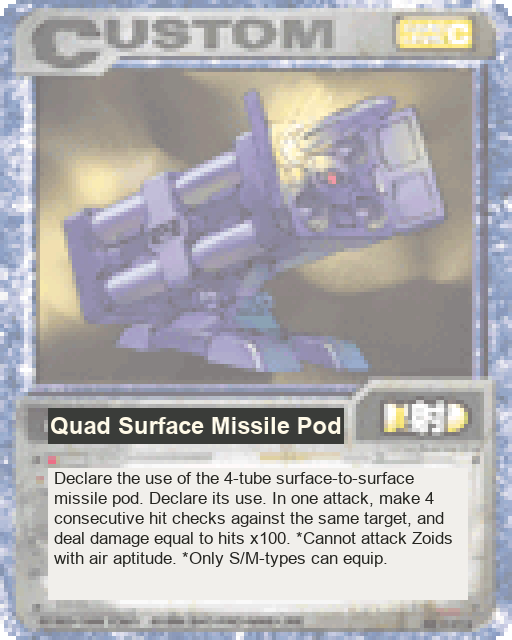 CUSTOM
Quad Surface Missile Pod
Declare the use of the 4-tube surface-to-surface
missile pod. Declare its use. In one attack, make 4
consecutive hit checks against the same target, and
deal damage equal to hits x100. *Cannot attack Zoids
with air aptitude. *Only S/M-types can equip.